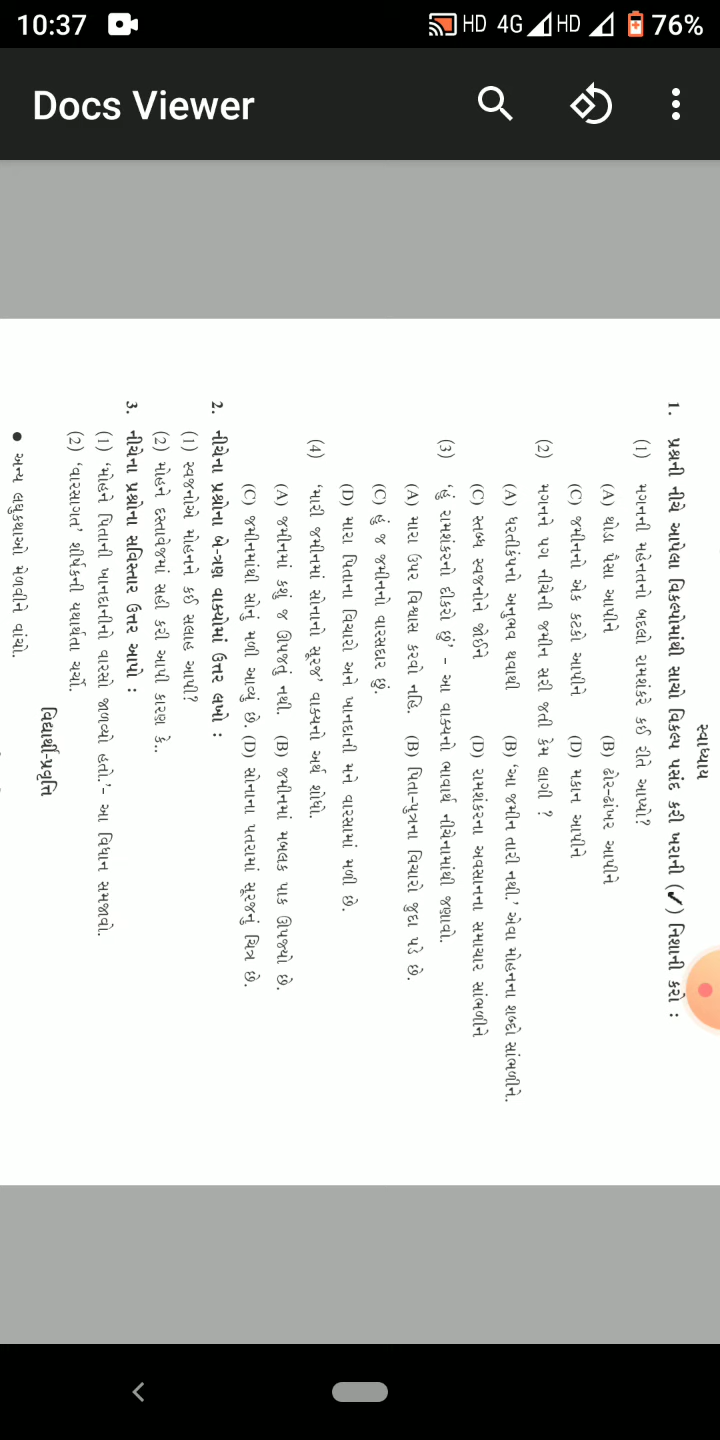 10:37
HD 4G HD 76%
Docs Viewer
સ્વાધ્યાય
1. પ્રશ્નની નીચે આપેલા વિકલ્પોમાંથી સાચો વિકલ્પ પસંદ કરી ખરાની (✓) નિશાની કરો :
(1) મગનની મહેનતનો બદલો રામશંકરે કઈ રીતે આપ્યો?
(A) થોડા પૈસા આપીને (B) ઢોર-ઢાંખર આપીને
(C) જમીનનો એક કટકો આપીને (D) મકાન આપીને
(2) મગનને પગ નીચેની જમીન સરી જતી કેમ લાગી ?
(A) ધરતીકંપનો અનુભવ થવાથી (B) ‘આ જમીન તારી નથી.’ એવા મોહનના શબ્દો સાંભળીને.
(C) સ્તબ્ધ સ્વજનોને જોઈને (D) રામશંકરના અવસાનના સમાચાર સાંભળીને
(3) ‘હું રામશંકરનો દીકરો છું’ – આ વાક્યનો ભાવાર્થ નીચેનામાંથી જણાવો.
(A) મારા ઉપર વિશ્વાસ કરવો નહિ. (B) પિતા-પુત્રના વિચારો જુદા પડે છે.
(C) હું જ જમીનનો વારસદાર છું.
(D) મારા પિતાના વિચારો અને ખાનદાની મને વારસામાં મળી છે.
(4) ‘મારી જમીનમાં સોનાનો સૂરજ’ વાક્યનો અર્થ શોધો.
(A) જમીનમાં કશું જ ઊપજતું નથી. (B) જમીનમાં મબલક પાક ઊપજ્યો છે.
(C) જમીનમાંથી સોનું મળી આવ્યું છે. (D) સોનાના પતરામાં સૂરજનું ચિત્ર છે.
2. નીચેના પ્રશ્નોના બે-ત્રણ વાક્યોમાં ઉત્તર લખો :
(1) સ્વજનોએ મોહનને કઈ સલાહ આપી?
(2) મોહને દસ્તાવેજમાં સહી કરી આપી કારણ કે..
3. નીચેના પ્રશ્નોના સવિસ્તાર ઉત્તર આપો :
(1) ‘મોહને પિતાની ખાનદાનીનો વારસો જાળવ્યો હતો.’– આ વિધાન સમજાવો.
(2) ‘વારસાગત’ શીર્ષકની યથાર્થતા ચર્ચો.
વિદ્યાર્થી-પ્રવૃત્તિ
● અન્ય લઘુકથાઓ મેળવીને વાંચો.